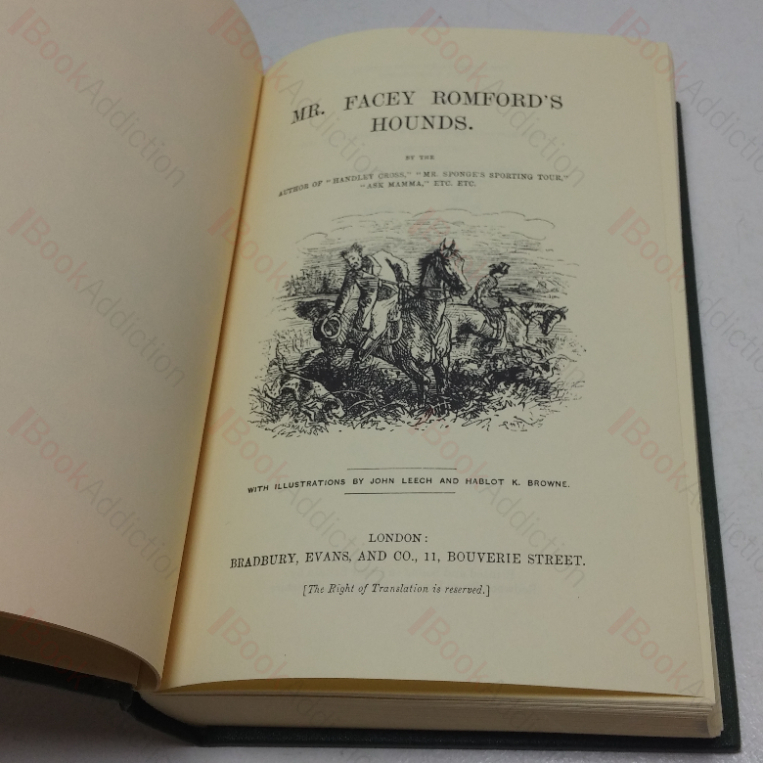 MR. FACEY ROMFORD'S
HOUNDS.
BY THE
AUTHOR OF "HANDLEY CROSS," "MR. SPONGE'S SPORTING TOUR,"
"ASK MAMMA," ETC. ETC.
WITH ILLUSTRATIONS BY JOHN LEECH AND HABLOT K. BROWNE.
LONDON:
BRADBURY, EVANS, AND CO., 11, BOUVERIE STREET.
[The Right of Translation is reserved.]
BookAddiction